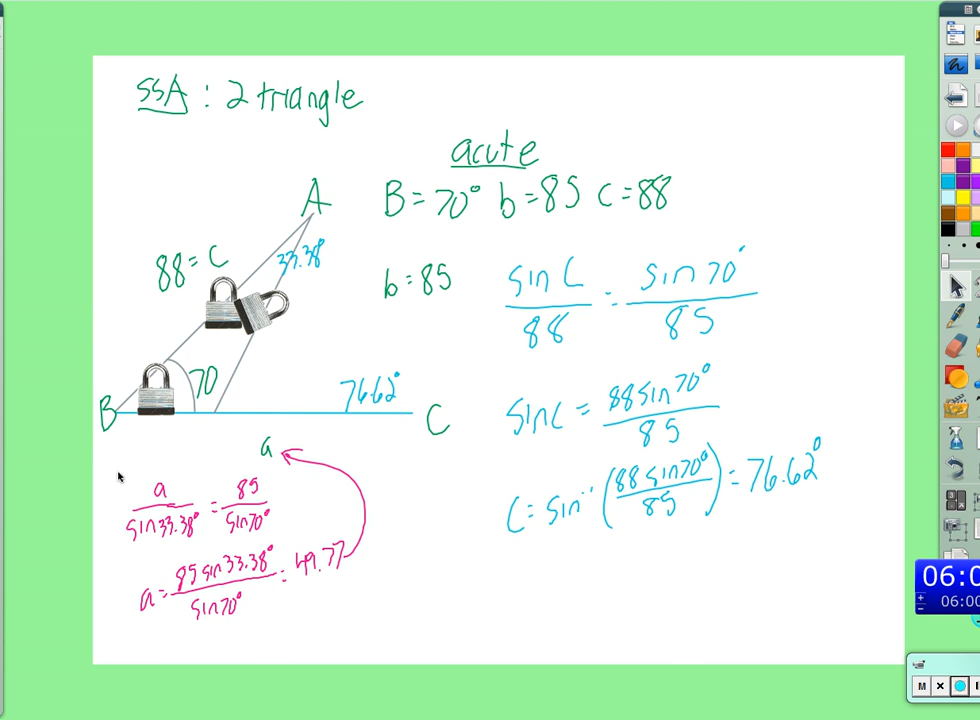 SSA : 2 triangle
acute
A
B = 70° b = 85 c = 88
88 = c
33.38°
b = 85
sin C / 88 = sin 70° / 85
70
76.62°
B
C
sin C = 88 sin 70° / 85
a
C = sin⁻¹ (88 sin 70° / 85) = 76.62°
a / sin 33.38° = 85 / sin 70°
a = 85 sin 33.38° / sin 70° = 49.77
06:0
06:00
M